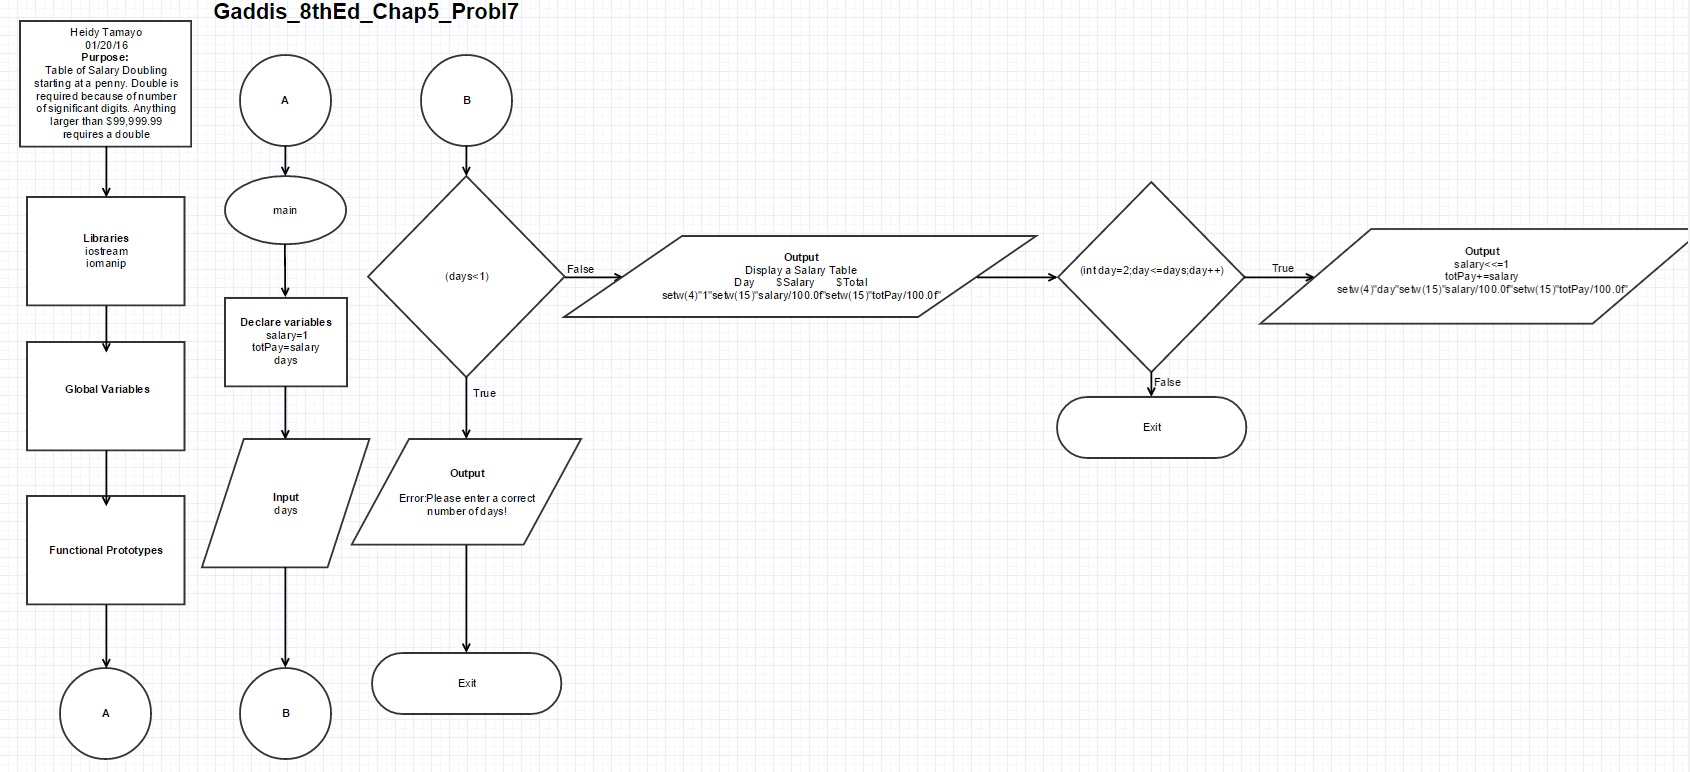 Gaddis_8thEd_Chap5_Probl7
Heidy Tamayo
01/20/16
Purpose:
Table of Salary Doubling
starting at a penny. Double is
required because of number
of significant digits. Anything
larger than $99,999.99
requires a double
Libraries
iostream
iomanip
Global Variables
Functional Prototypes
A
A
main
Declare variables
salary=1
totPay=salary
days
Input
days
B
B
(days<1)
False
True
Output
Error:Please enter a correct
number of days!
Exit
Output
Display a Salary Table
Day $Salary $Total
setw(4)"1"setw(15)"salary/100.0f"setw(15)"totPay/100.0f"
(int day=2;day<=days;day++)
True
False
Exit
Output
salary<<=1
totPay+=salary
setw(4)"day"setw(15)"salary/100.0f"setw(15)"totPay/100.0f"